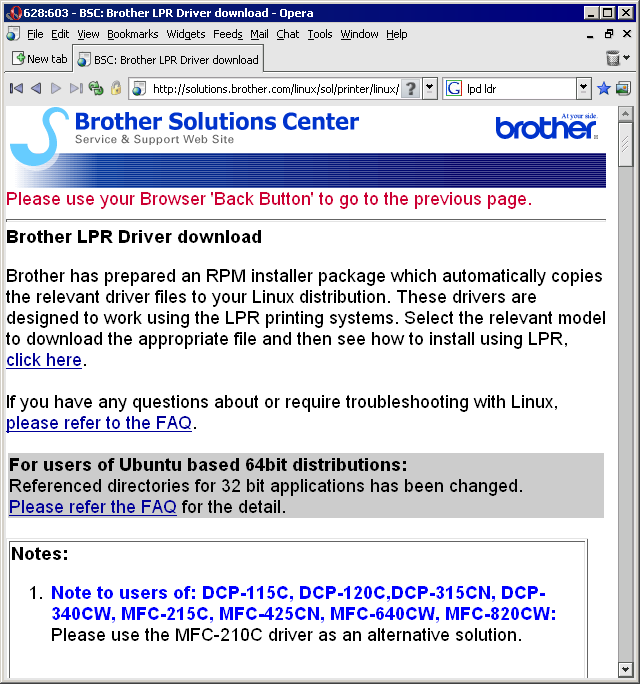 628:603 - BSC: Brother LPR Driver download - Opera
File Edit View Bookmarks Widgets Feeds Mail Chat Tools Window Help
New tab BSC: Brother LPR Driver download
http://solutions.brother.com/linux/sol/printer/linux/ ? G lpd ldr
Brother Solutions Center
Service & Support Web Site
At your side.
brother
Please use your Browser 'Back Button' to go to the previous page.
Brother LPR Driver download
Brother has prepared an RPM installer package which automatically copies
the relevant driver files to your Linux distribution. These drivers are
designed to work using the LPR printing systems. Select the relevant model
to download the appropriate file and then see how to install using LPR,
click here.
If you have any questions about or require troubleshooting with Linux,
please refer to the FAQ.
For users of Ubuntu based 64bit distributions:
Referenced directories for 32 bit applications has been changed.
Please refer the FAQ for the detail.
Notes:
1. Note to users of: DCP-115C, DCP-120C,DCP-315CN, DCP-
340CW, MFC-215C, MFC-425CN, MFC-640CW, MFC-820CW:
Please use the MFC-210C driver as an alternative solution.